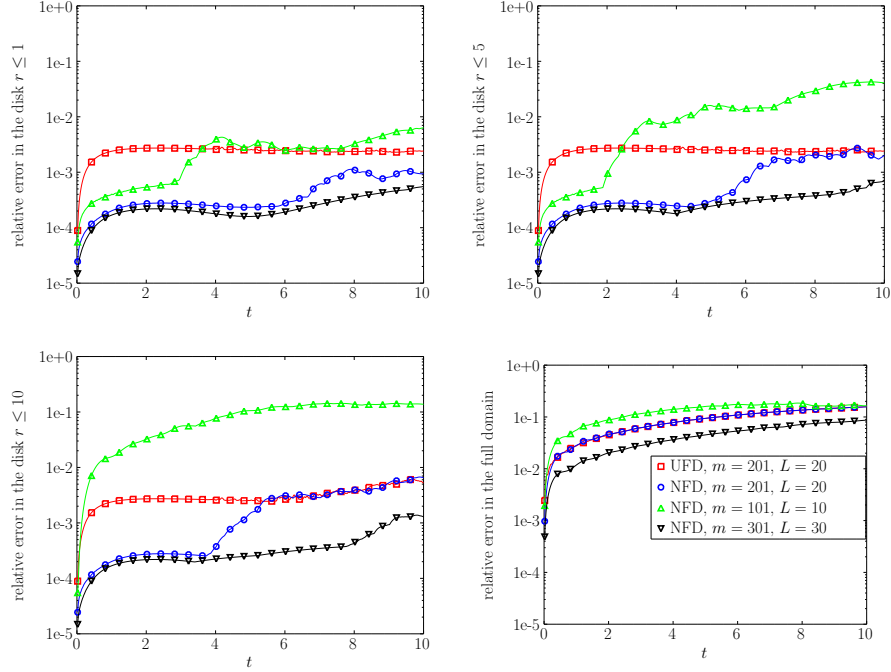 1e+0
1e-1
1e-2
1e-3
1e-4
1e-5
0 2 4 6 8 10
t
relative error in the disk r ≤ 1
1e+0
1e-1
1e-2
1e-3
1e-4
1e-5
0 2 4 6 8 10
t
relative error in the disk r ≤ 5
1e+0
1e-1
1e-2
1e-3
1e-4
1e-5
0 2 4 6 8 10
t
relative error in the disk r ≤ 10
1e+0
1e-1
1e-2
1e-3
1e-4
1e-5
0 2 4 6 8 10
t
relative error in the full domain
UFD, m = 201, L = 20
NFD, m = 201, L = 20
NFD, m = 101, L = 10
NFD, m = 301, L = 30